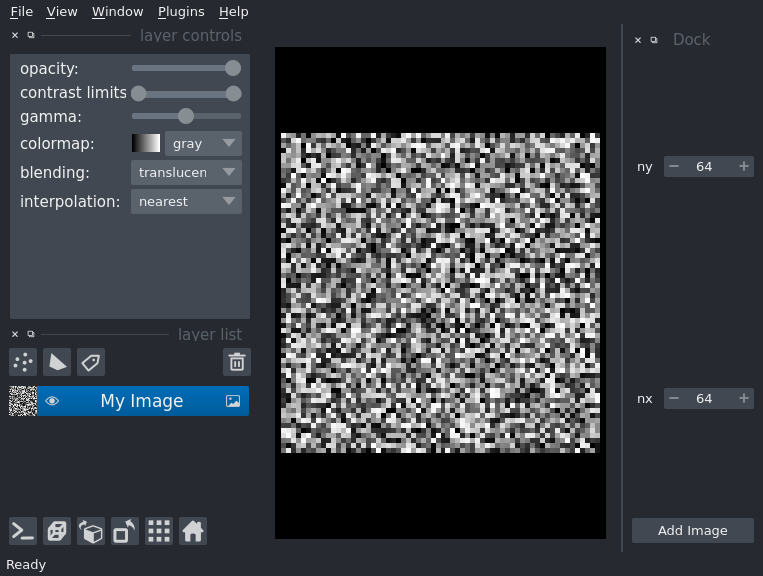 File View Window Plugins Help
layer controls
opacity:
contrast limits
gamma:
colormap: gray
blending: translucen
interpolation: nearest
layer list
My Image
Dock
ny 64
nx 64
Add Image
Ready